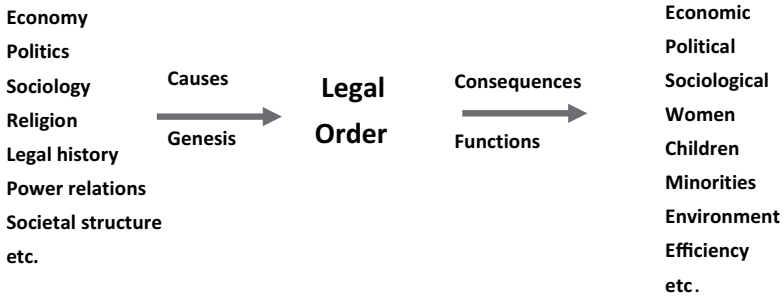 Economy
Politics
Sociology
Religion
Legal history
Power relations
Societal structure
etc.
Causes
Genesis
Legal
Order
Consequences
Functions
Economic
Political
Sociological
Women
Children
Minorities
Environment
Efficiency
etc.